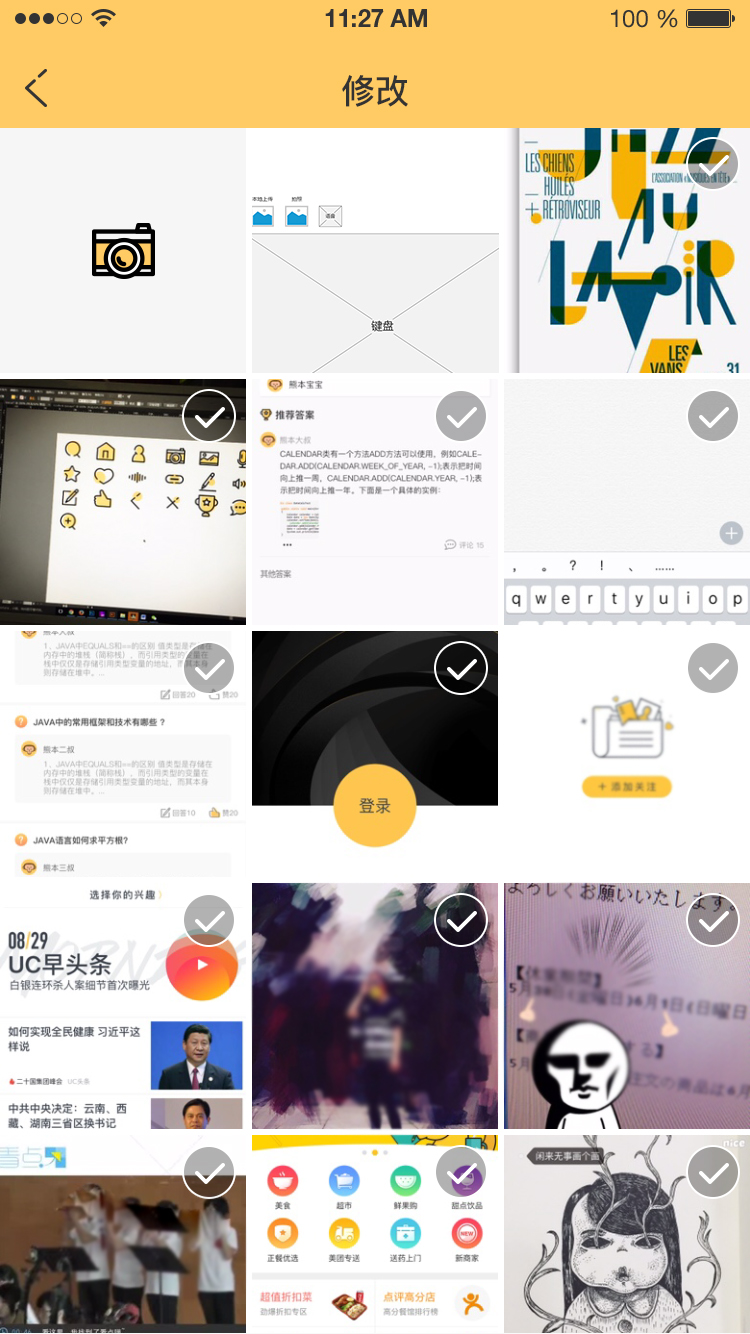 11:27 AM
100 %
修改
本地上传
拍照
语音
键盘
JAZZ
AU
LAVOIR
LES CHIENS
HUILÉS
+ RÉTROVISEUR
LES
VANS
31
熊本宝宝
推荐答案
熊本大叔
CALENDAR类有一个方法ADD方法可以使用，例如CALE-
DAR.ADD(CALENDAR.WEEK_OF_YEAR, -1);表示把时间
向上推一周，CALENDAR.ADD(CALENDAR.YEAR, -1);表
示把时间向上推一年，下面是一个具体的实例：
评论 15
其他答案
， 。 ? ! 、 ……
q w e r t y u i o p
熊本大叔
1、JAVA中EQUALS和==的区别 值类型是存储在
内存中的堆栈（简称栈），而引用类型的变量在
栈中仅仅是存储引用类型变量的地址，而其本身
则存储在堆中。...
回答20
赞20
JAVA中的常用框架和技术有哪些？
熊本二叔
1、JAVA中EQUALS和==的区别 值类型是存储在
内存中的堆栈（简称栈），而引用类型的变量在
栈中仅仅是存储引用类型变量的地址，而其本身
则存储在堆中。...
回答10
赞20
JAVA语言如何求平方根?
熊本三叔
登录
+ 添加关注
选择你的兴趣 》
08/29
UC早头条
白银连环杀人案细节首次曝光
如何实现全民健康 习近平这
样说
二十国集团峰会 UC头条
中共中央决定：云南、西
藏、湖南三省区换书记
よろしくお願いいたします。
【休業期間】
美食
超市
鲜果购
甜点饮品
正餐优选
美团专送
送药上门
新商家
NEW
超值折扣菜
劲爆折扣专区
点评高分店
高分餐馆排行榜
nice
闲来无事画个画